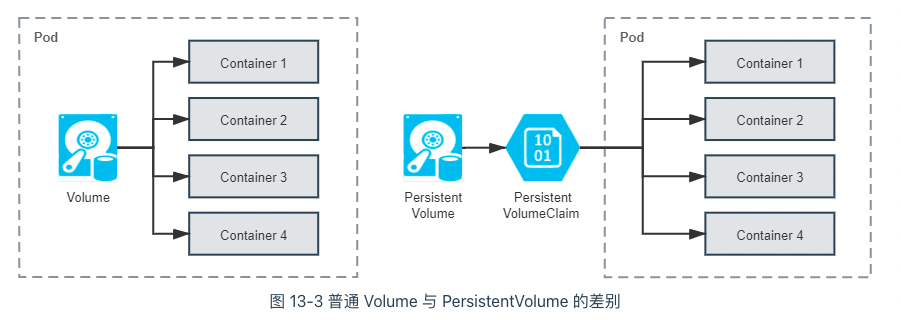 Pod
Container 1
Container 2
Container 3
Container 4
Volume
Persistent
Volume
10
01
Persistent
VolumeClaim
Pod
Container 1
Container 2
Container 3
Container 4
图 13-3 普通 Volume 与 PersistentVolume 的差别